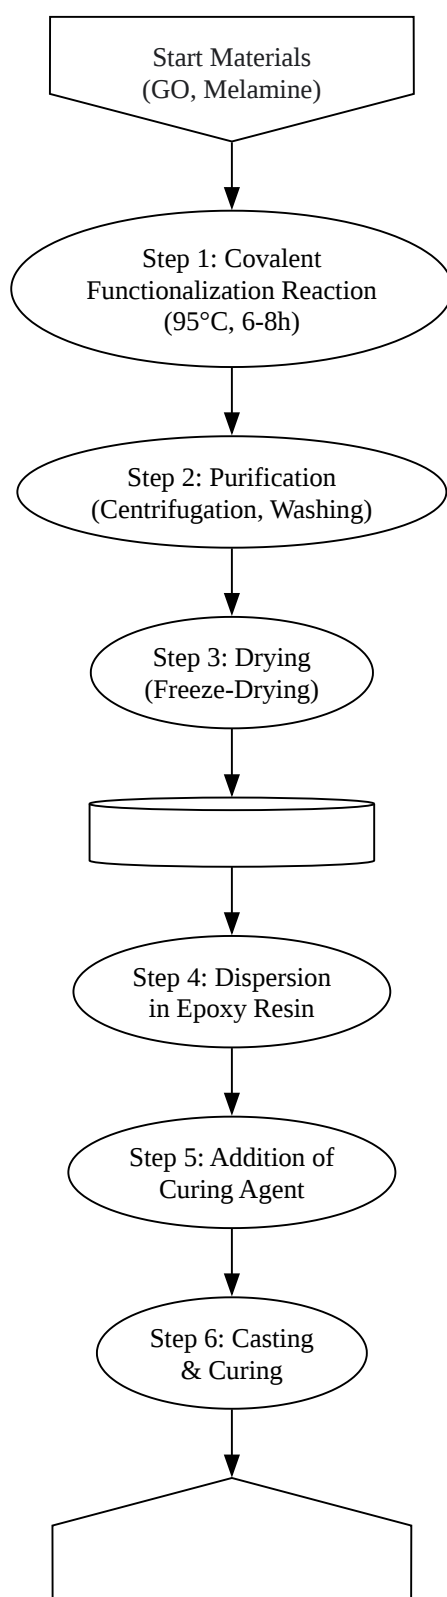 Start Materials
(GO, Melamine)
Step 1: Covalent
Functionalization Reaction
(95°C, 6-8h)
Step 2: Purification
(Centrifugation, Washing)
Step 3: Drying
(Freeze-Drying)
Step 4: Dispersion
in Epoxy Resin
Step 5: Addition of
Curing Agent
Step 6: Casting
& Curing